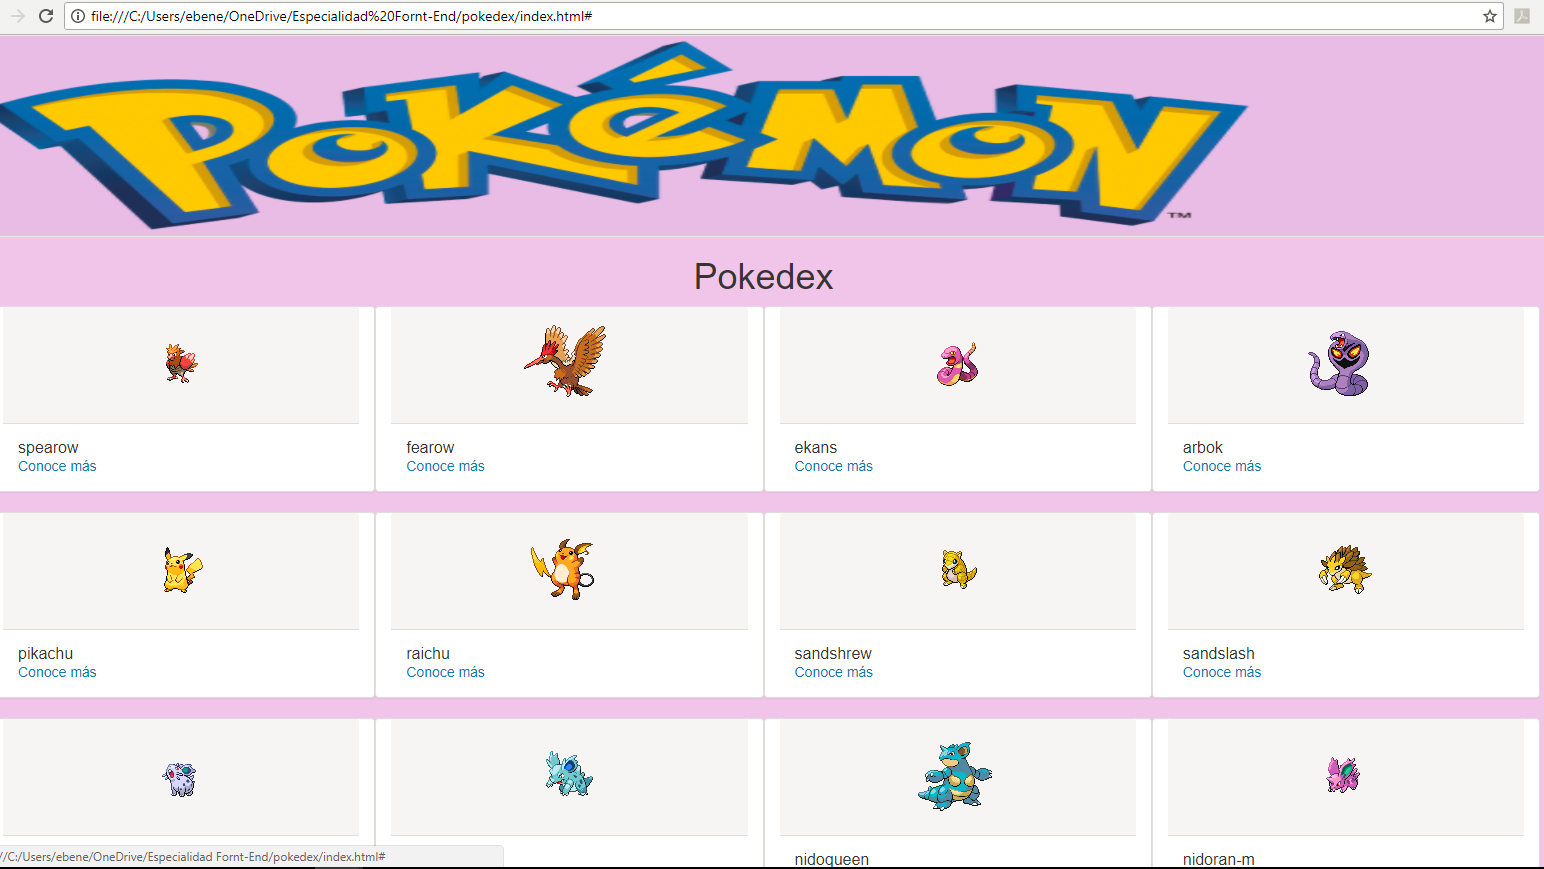 file:///C:/Users/ebene/OneDrive/Especialidad%20Fornt-End/pokedex/index.html#
POKéMON
TM
Pokedex
spearow
Conoce más
fearow
Conoce más
ekans
Conoce más
arbok
Conoce más
pikachu
Conoce más
raichu
Conoce más
sandshrew
Conoce más
sandslash
Conoce más
nidoqueen
nidoran-m
//C:/Users/ebene/OneDrive/Especialidad Fornt-End/pokedex/index.html#